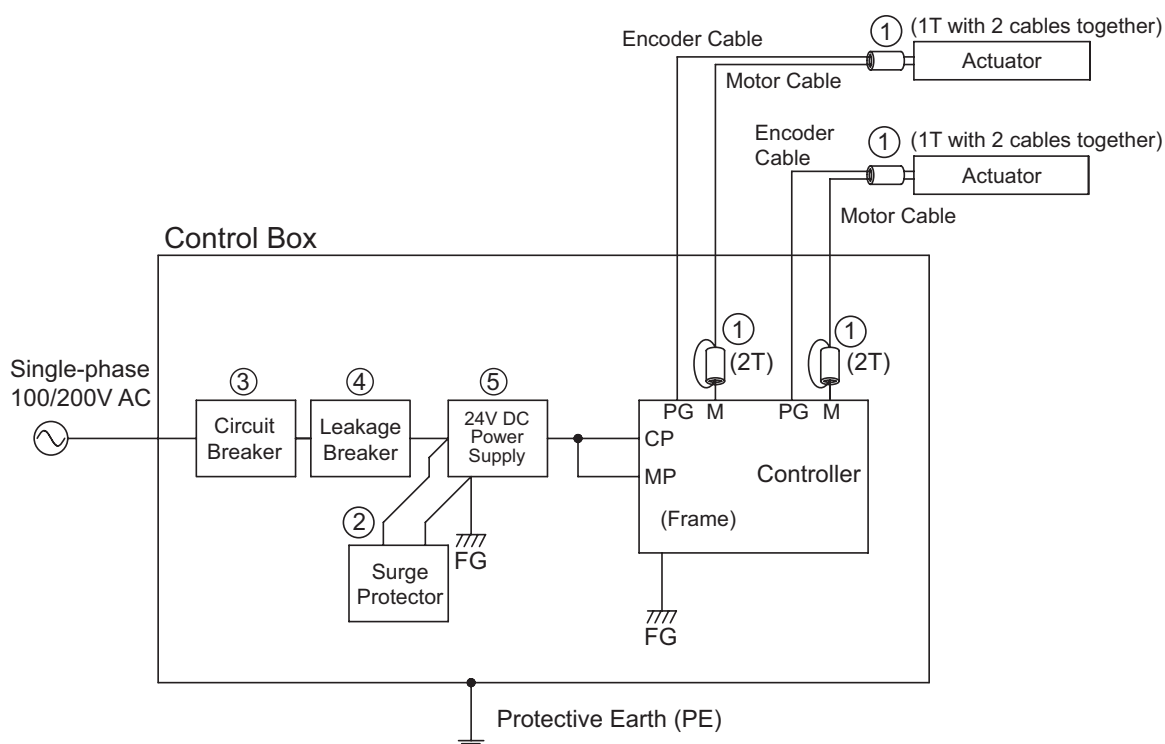 ① (1T with 2 cables together)
Encoder Cable
Actuator
Motor Cable
Encoder
Cable
① (1T with 2 cables together)
Actuator
Motor Cable
Control Box
①
(2T)
①
(2T)
Single-phase
100/200V AC
③
Circuit
Breaker
④
Leakage
Breaker
⑤
24V DC
Power
Supply
PG M
PG M
CP
MP
Controller
(Frame)
②
Surge
Protector
FG
FG
Protective Earth (PE)